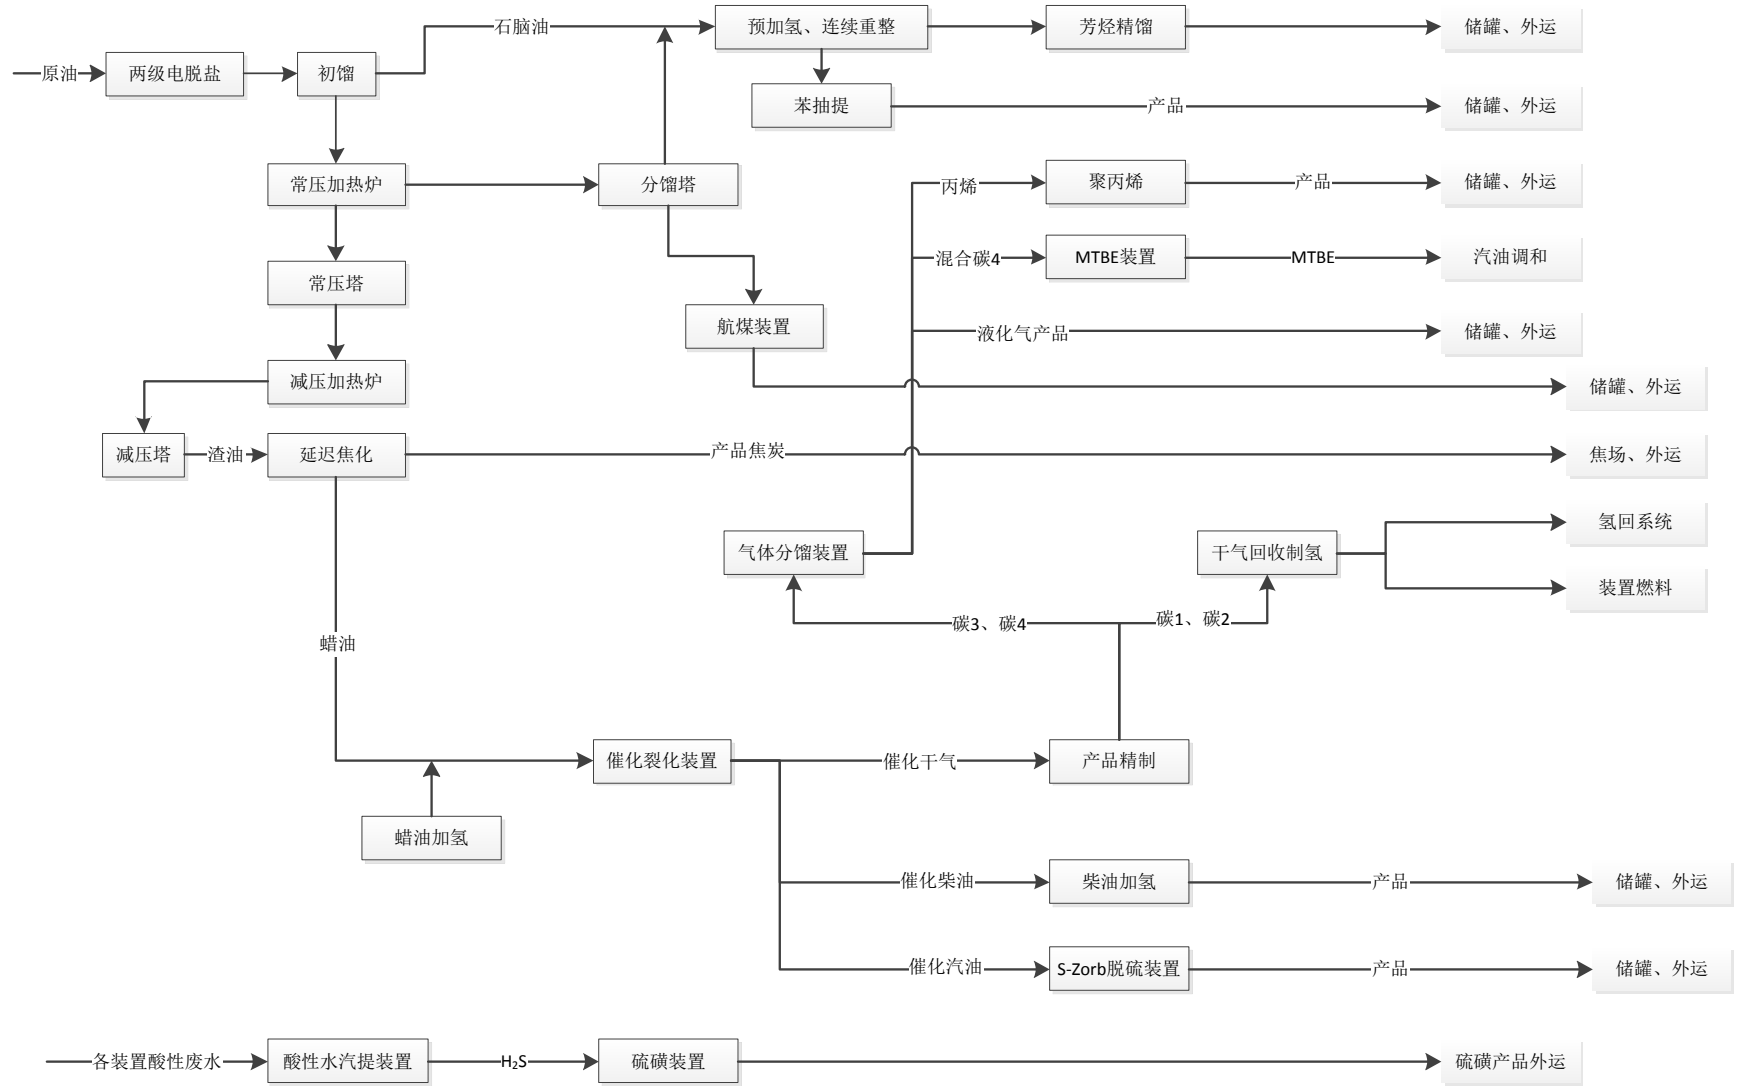 石脑油
预加氢、连续重整
芳烃精馏
储罐、外运
原油
两级电脱盐
初馏
苯抽提
产品
储罐、外运
常压加热炉
分馏塔
丙烯
聚丙烯
产品
储罐、外运
混合碳4
MTBE装置
MTBE
汽油调和
常压塔
航煤装置
液化气产品
储罐、外运
减压加热炉
储罐、外运
减压塔
渣油
延迟焦化
产品焦炭
焦场、外运
氢回系统
气体分馏装置
干气回收制氢
装置燃料
碳3、碳4
碳1、碳2
蜡油
催化裂化装置
催化干气
产品精制
蜡油加氢
催化柴油
柴油加氢
产品
储罐、外运
催化汽油
S-Zorb脱硫装置
产品
储罐、外运
各装置酸性废水
酸性水汽提装置
H₂S
硫磺装置
硫磺产品外运